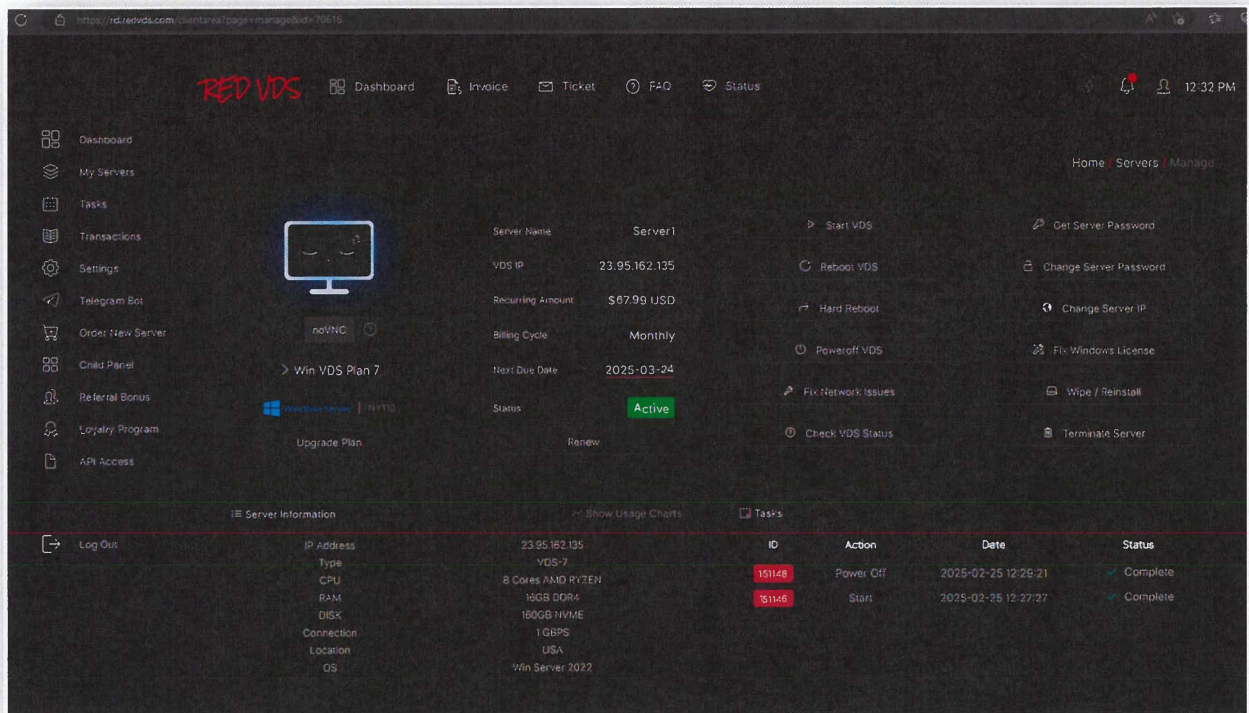 https://rd.redvds.com/clientarea?page=manage&id=79616
RED VDS
Dashboard
Invoice
Ticket
FAQ
Status
12:32 PM
Home / Servers / Manage
Dashboard
My Servers
Tasks
Transactions
Settings
Telegram Bot
Order New Server
Child Panel
Referral Bonus
Loyalty Program
API Access
Log Out
noVNC
> Win VDS Plan 7
Windows Server
Upgrade Plan
Server Name Server1
VDS IP 23.95.162.135
Recurring Amount $67.99 USD
Billing Cycle Monthly
Next Due Date 2025-03-24
Status Active
Renew
Start VDS
Reboot VDS
Hard Reboot
Poweroff VDS
Fix Network Issues
Check VDS Status
Get Server Password
Change Server Password
Change Server IP
Fix Windows License
Wipe / Reinstall
Terminate Server
Server Information
Show Usage Charts
IP Address 23.95.162.135
Type VDS-7
CPU 8 Cores AMD RYZEN
RAM 16GB DDR4
DISK 160GB NVME
Connection 1 GBPS
Location USA
OS Win Server 2022
Tasks
ID Action Date Status
151148 Power Off 2025-02-25 12:29:21 Complete
151146 Start 2025-02-25 12:27:27 Complete